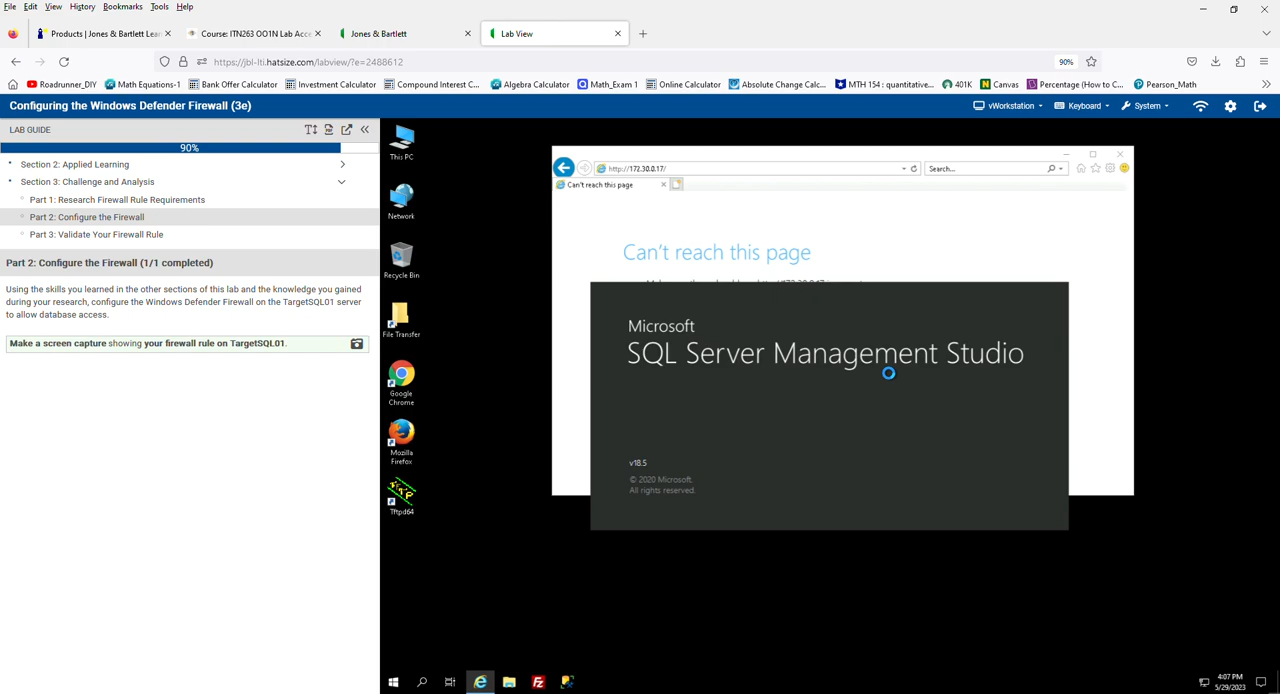 File Edit View History Bookmarks Tools Help
Products | Jones & Bartlett Lear
Course: ITN263 OO1N Lab Acce
Jones & Bartlett
Lab View
https://jbl-lti.hatsize.com/labview/?e=2488612
90%
Roadrunner_DIY Math Equations-1 Bank Offer Calculator Investment Calculator Compound Interest C... Algebra Calculator Math_Exam 1 Online Calculator Absolute Change Calc... MTH 154 : quantitative... 401K Canvas Percentage (How to C... Pearson_Math
Configuring the Windows Defender Firewall (3e)
vWorkstation Keyboard System
LAB GUIDE
90%
Section 2: Applied Learning
Section 3: Challenge and Analysis
Part 1: Research Firewall Rule Requirements
Part 2: Configure the Firewall
Part 3: Validate Your Firewall Rule
Part 2: Configure the Firewall (1/1 completed)
Using the skills you learned in the other sections of this lab and the knowledge you gained
during your research, configure the Windows Defender Firewall on the TargetSQL01 server
to allow database access.
Make a screen capture showing your firewall rule on TargetSQL01.
This PC
Network
Recycle Bin
File Transfer
Google
Chrome
Mozilla
Firefox
Tftpd64
http://172.30.0.17/
Search...
Can't reach this page
Can't reach this page
Microsoft
SQL Server Management Studio
v18.5
© 2020 Microsoft.
All rights reserved.
4:07 PM
5/29/2023